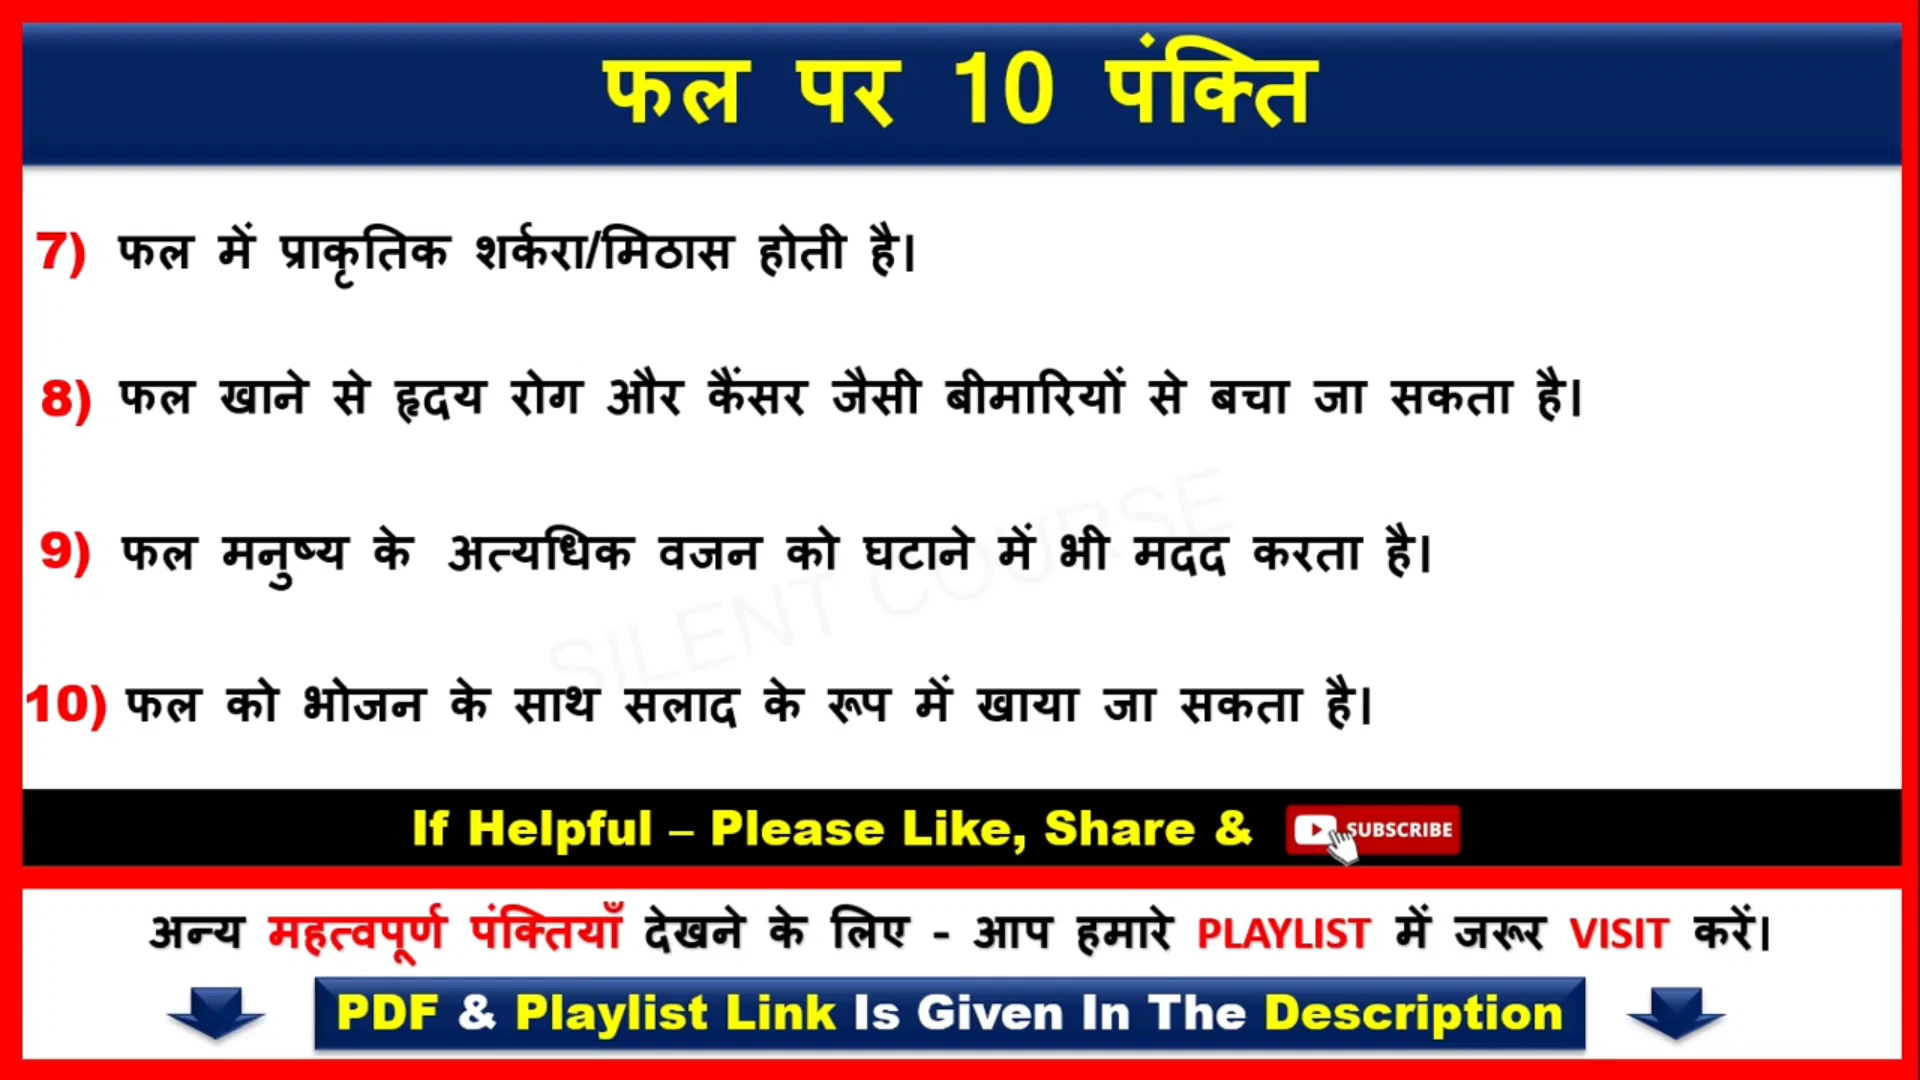 फल पर 10 पंक्ति
7) फल में प्राकृतिक शर्करा/मिठास होती है।
8) फल खाने से हृदय रोग और कैंसर जैसी बीमारियों से बचा जा सकता है।
9) फल मनुष्य के अत्यधिक वजन को घटाने में भी मदद करता है।
SILENT COURSE
10) फल को भोजन के साथ सलाद के रूप में खाया जा सकता है।
If Helpful – Please Like, Share & SUBSCRIBE
अन्य महत्वपूर्ण पंक्तियाँ देखने के लिए - आप हमारे PLAYLIST में जरूर VISIT करें।
PDF & Playlist Link Is Given In The Description